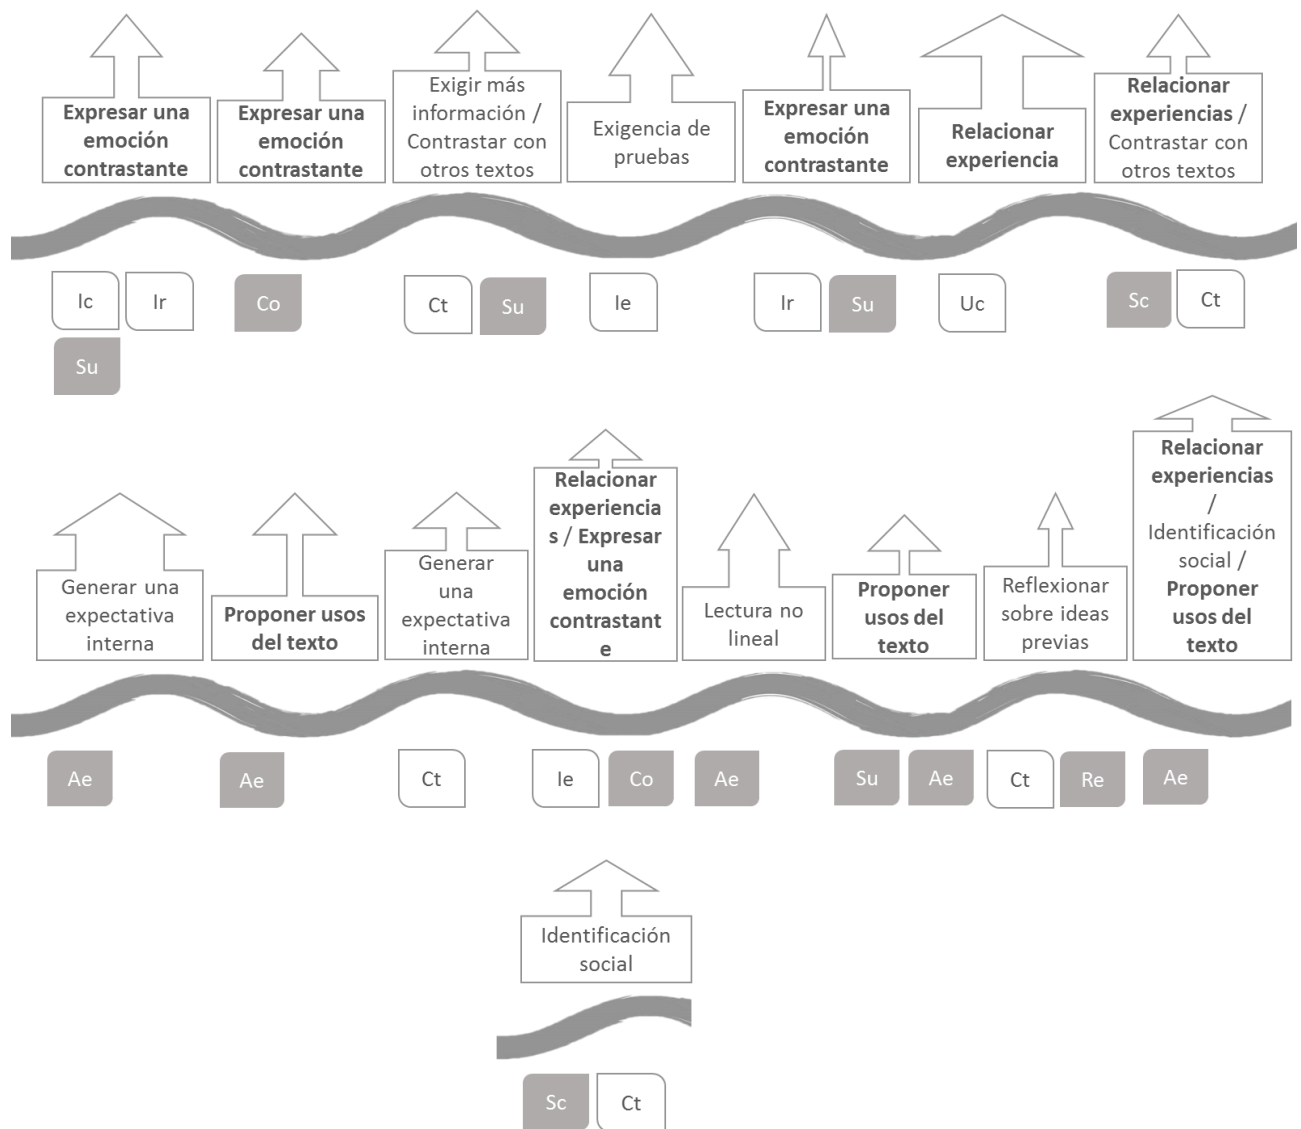 Expresar una
emoción
contrastante
Expresar una
emoción
contrastante
Exigir más
información /
Contrastar con
otros textos
Exigencia de
pruebas
Expresar una
emoción
contrastante
Relacionar
experiencia
Relacionar
experiencias /
Contrastar con
otros textos
Ic
Ir
Su
Co
Ct
Su
Ie
Ir
Su
Uc
Sc
Ct
Generar una
expectativa
interna
Proponer usos
del texto
Generar
una
expectativa
interna
Relacionar
experiencia
s / Expresar
una
emoción
contrastant
e
Lectura no
lineal
Proponer
usos del
texto
Reflexionar
sobre ideas
previas
Relacionar
experiencias
/
Identificación
social /
Proponer
usos del
texto
Ae
Ae
Ct
Ie
Co
Ae
Su
Ae
Ct
Re
Ae
Identificación
social
Sc
Ct